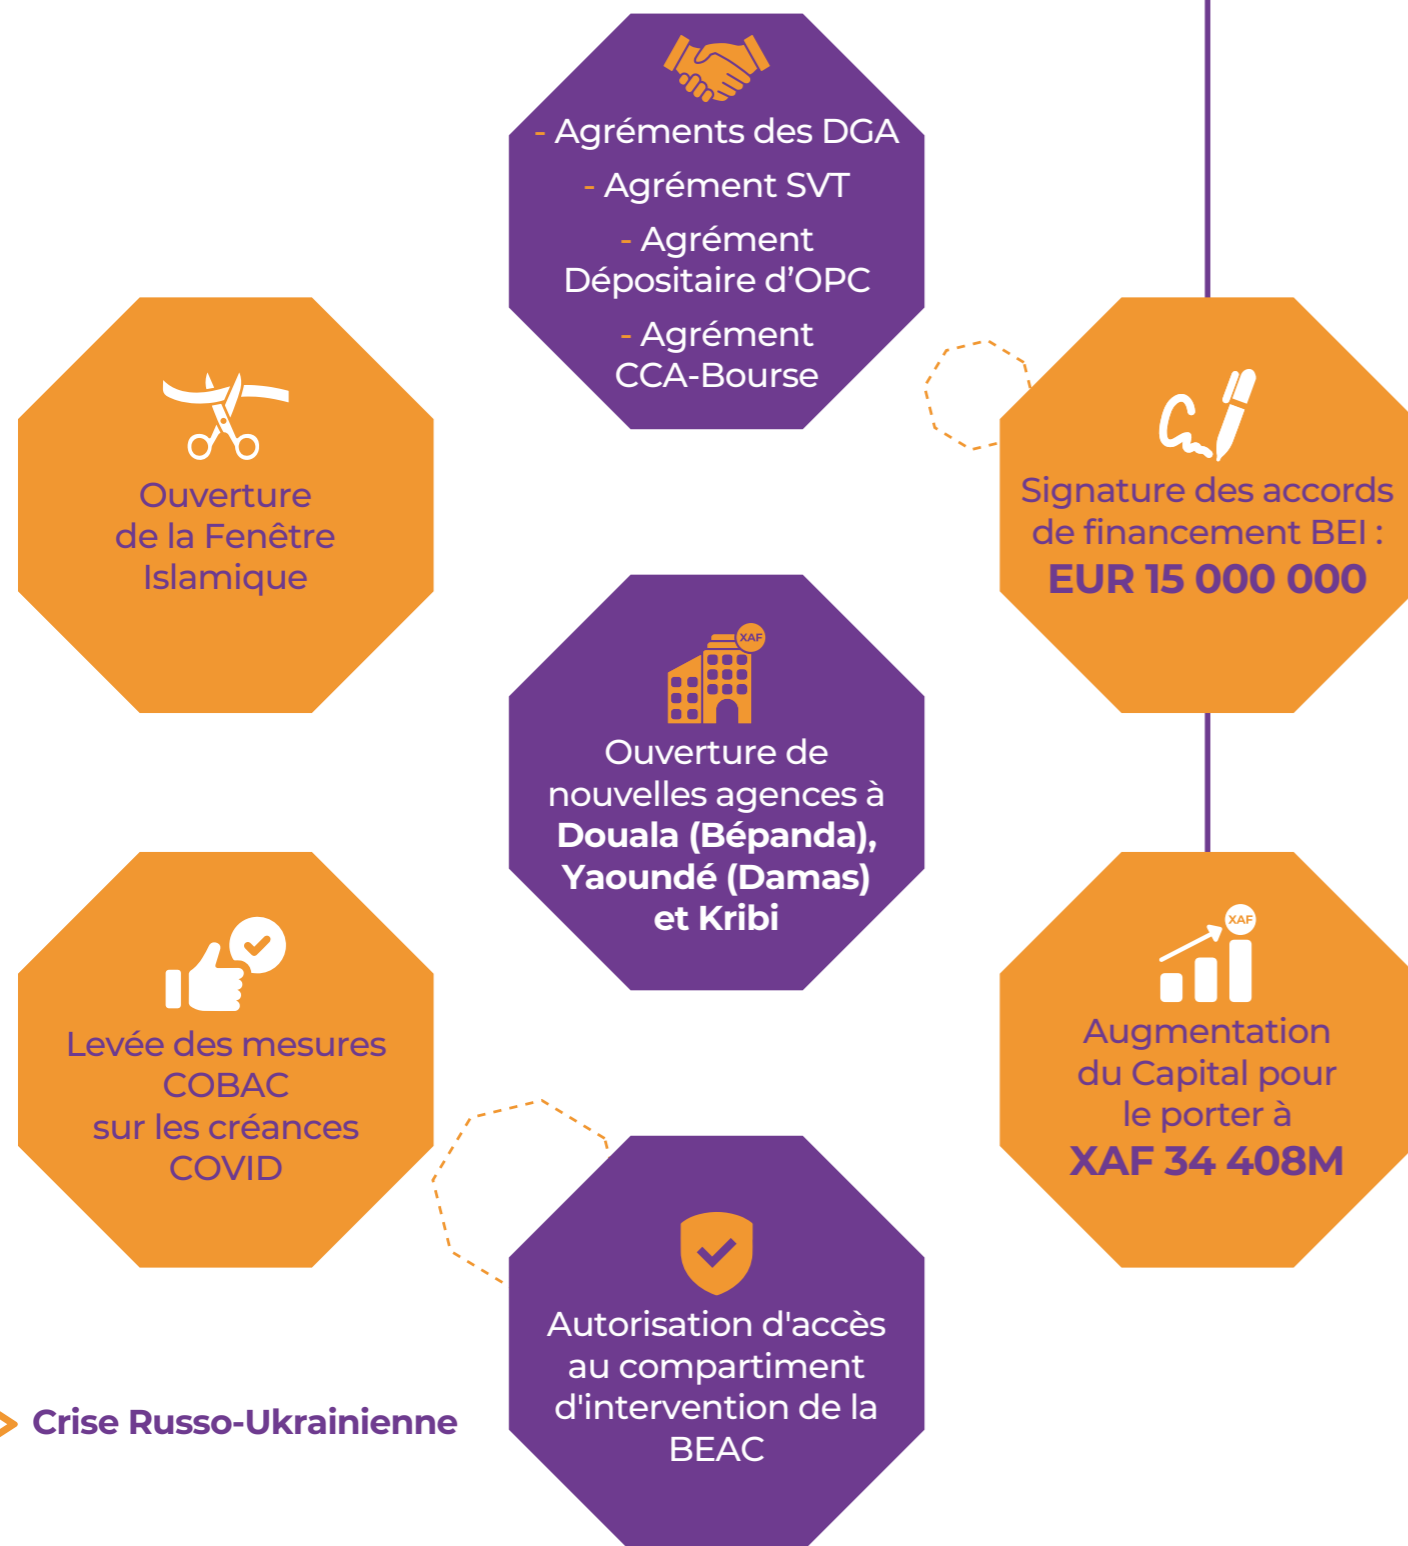 - Agréments des DGA
- Agrément SVT
- Agrément
Dépositaire d’OPC
- Agrément
CCA-Bourse
Ouverture
de la Fenêtre
Islamique
Signature des accords
de financement BEI :
EUR 15 000 000
XAF
Ouverture de
nouvelles agences à
Douala (Bépanda),
Yaoundé (Damas)
et Kribi
Levée des mesures
COBAC
sur les créances
COVID
XAF
Augmentation
du Capital pour
le porter à
XAF 34 408M
Autorisation d'accès
au compartiment
d'intervention de la
BEAC
Crise Russo-Ukrainienne